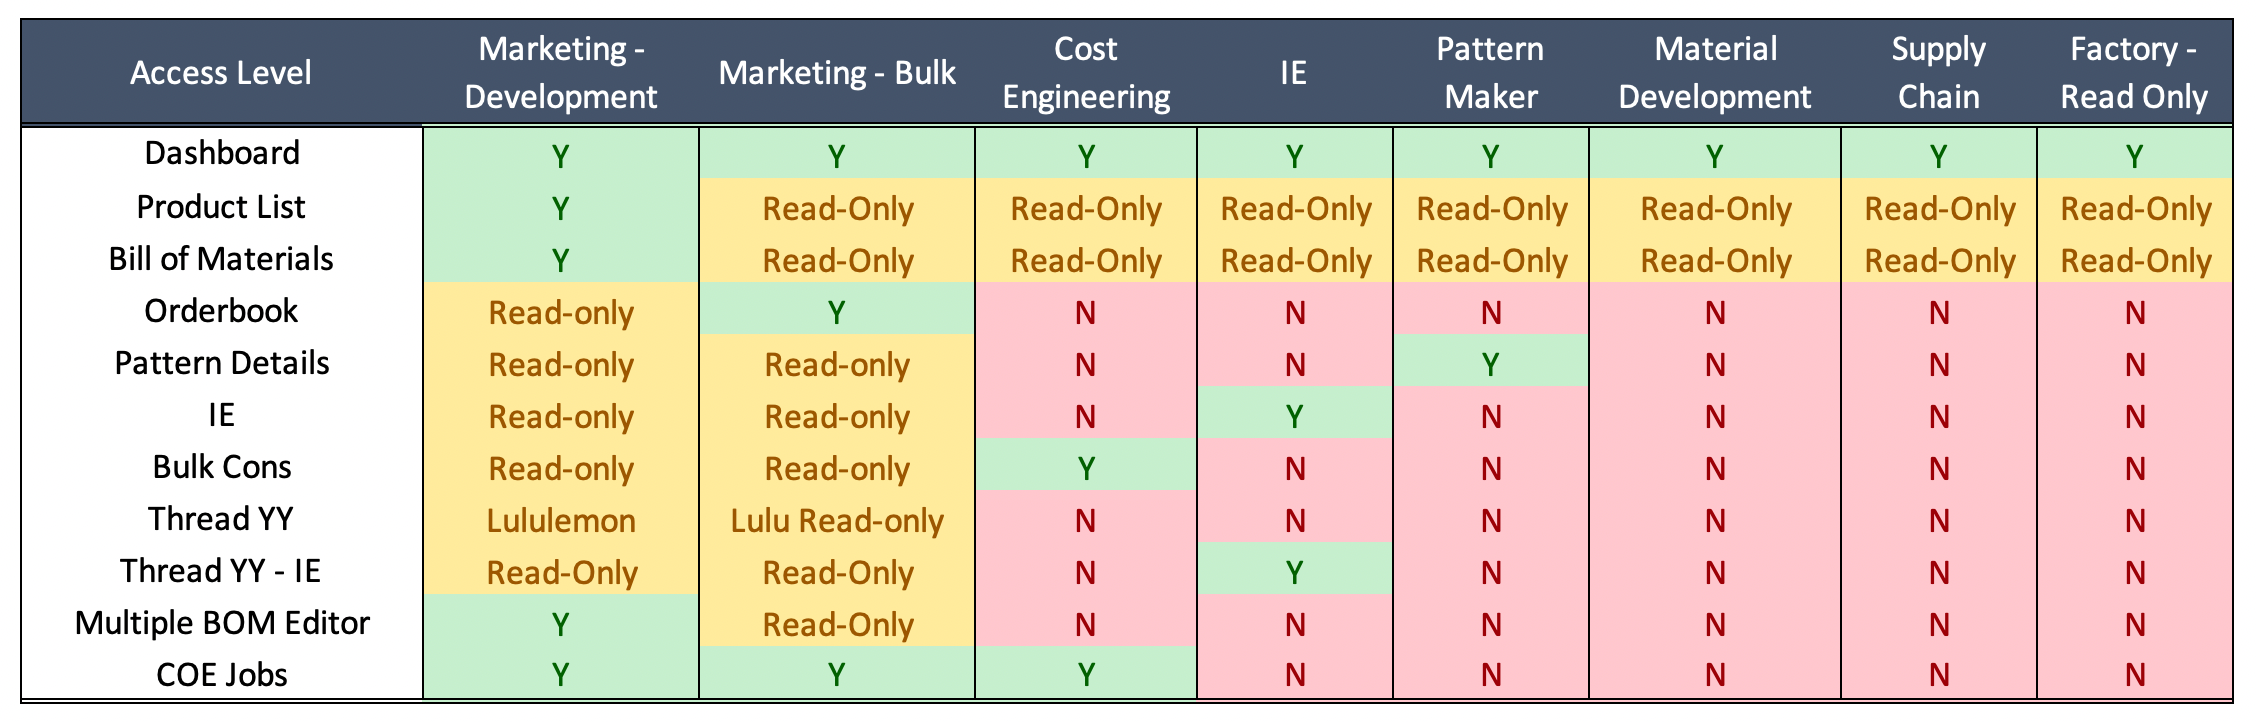 Access Level Marketing - Development Marketing - Bulk Cost Engineering IE Pattern Maker Material Development Supply Chain Factory - Read Only
Dashboard Y Y Y Y Y Y Y Y
Product List Y Read-Only Read-Only Read-Only Read-Only Read-Only Read-Only Read-Only
Bill of Materials Y Read-Only Read-Only Read-Only Read-Only Read-Only Read-Only Read-Only
Orderbook Read-only Y N N N N N N
Pattern Details Read-only Read-only N N Y N N N
IE Read-only Read-only N Y N N N N
Bulk Cons Read-only Read-only Y N N N N N
Thread YY Lululemon Lulu Read-only N N N N N N
Thread YY - IE Read-Only Read-Only N Y N N N N
Multiple BOM Editor Y Read-Only N N N N N N
COE Jobs Y Y Y N N N N N